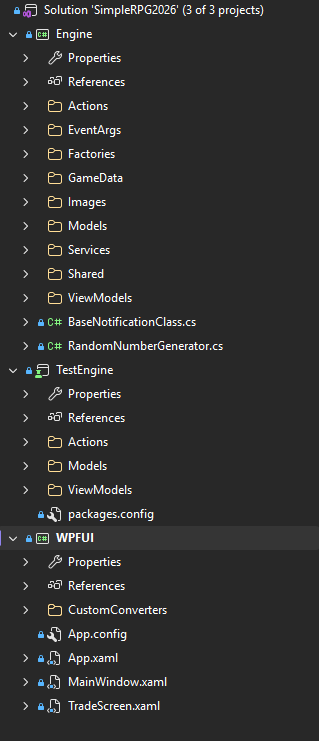 Solution 'SimpleRPG2026' (3 of 3 projects)
C# Engine
Properties
References
Actions
EventArgs
Factories
GameData
Images
Models
Services
Shared
ViewModels
C# BaseNotificationClass.cs
C# RandomNumberGenerator.cs
TestEngine
Properties
References
Actions
Models
ViewModels
packages.config
C# WPFUI
Properties
References
CustomConverters
App.config
App.xaml
MainWindow.xaml
TradeScreen.xaml